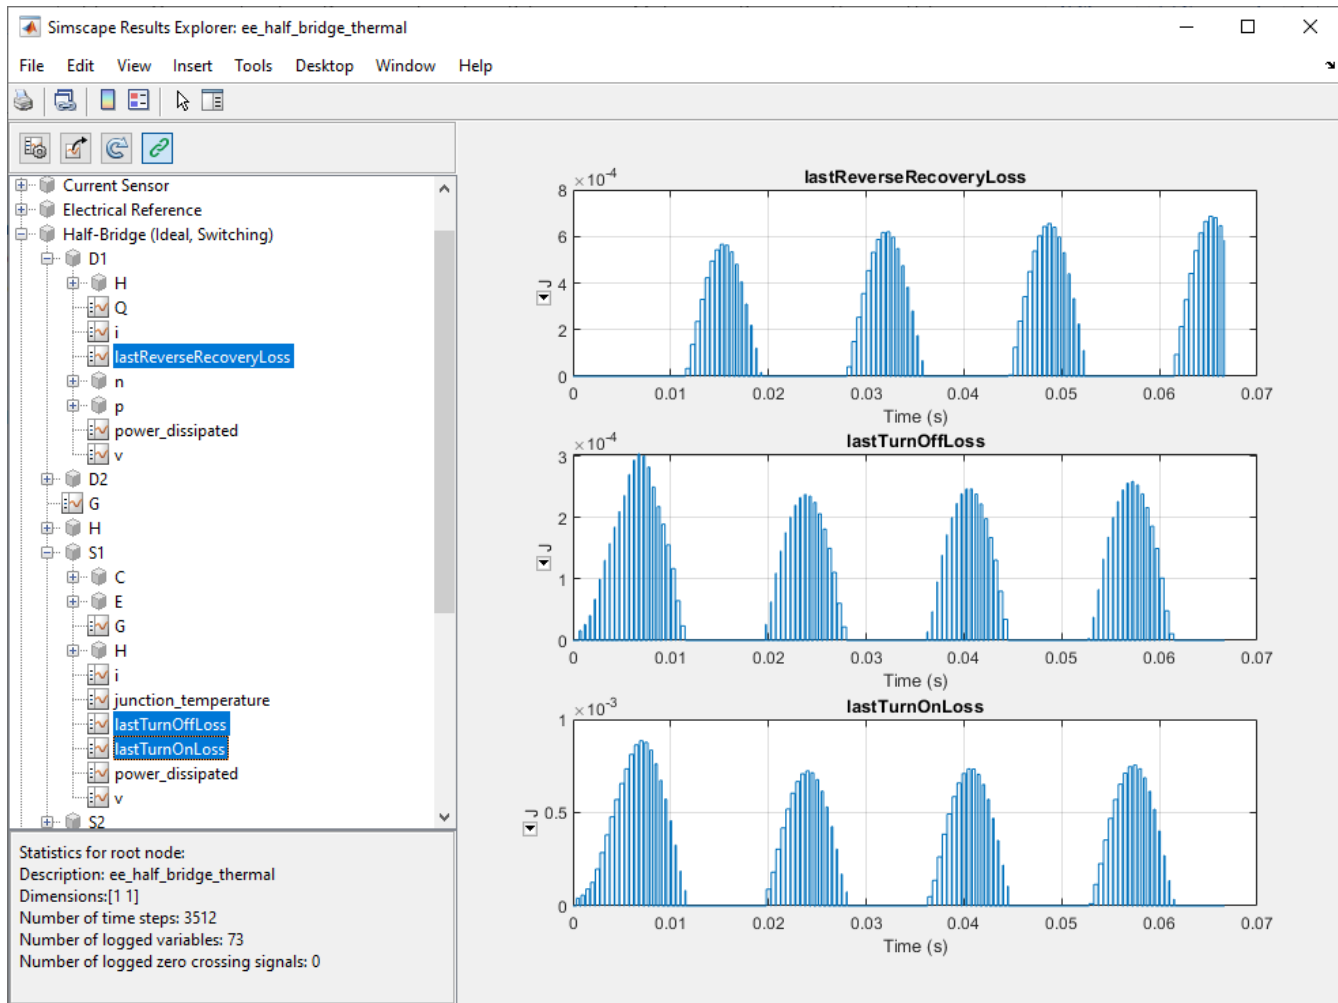 Simscape Results Explorer: ee_half_bridge_thermal
File Edit View Insert Tools Desktop Window Help
Current Sensor
Electrical Reference
Half-Bridge (Ideal, Switching)
D1
H
Q
i
lastReverseRecoveryLoss
n
p
power_dissipated
v
D2
G
H
S1
C
E
G
H
i
junction_temperature
lastTurnOffLoss
lastTurnOnLoss
power_dissipated
v
S2
Statistics for root node:
Description: ee_half_bridge_thermal
Dimensions:[1 1]
Number of time steps: 3512
Number of logged variables: 73
Number of logged zero crossing signals: 0
×10-4
lastReverseRecoveryLoss
8
6
4
2
0
J
0 0.01 0.02 0.03 0.04 0.05 0.06 0.07
Time (s)
×10-4
lastTurnOffLoss
3
2
1
0
J
0 0.01 0.02 0.03 0.04 0.05 0.06 0.07
Time (s)
×10-3
lastTurnOnLoss
1
0.5
0
J
0 0.01 0.02 0.03 0.04 0.05 0.06 0.07
Time (s)